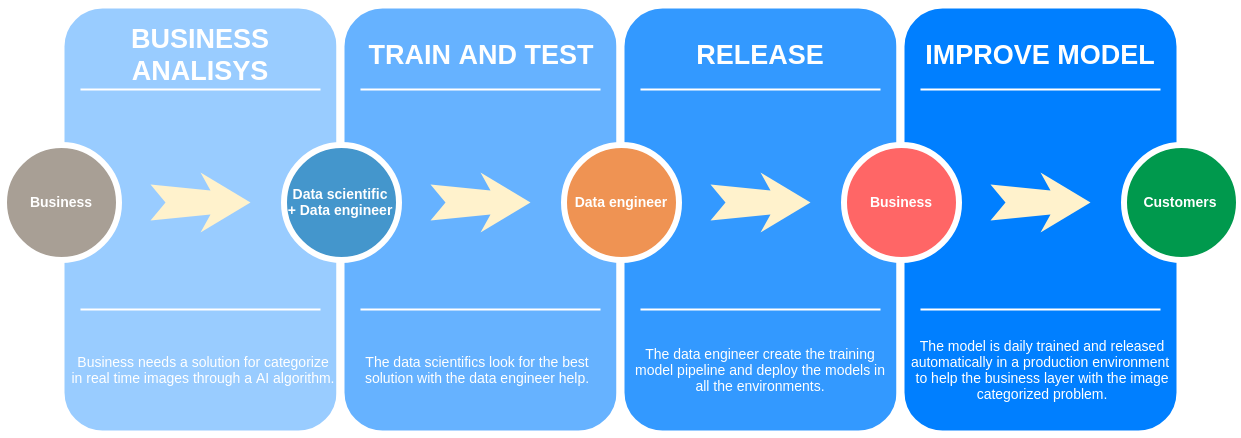 BUSINESS
ANALISYS
TRAIN AND TEST
RELEASE
IMPROVE MODEL
Business
Data scientific
+ Data engineer
Data engineer
Business
Customers
Business needs a solution for categorize
in real time images through a AI algorithm.
The data scientifics look for the best
solution with the data engineer help.
The data engineer create the training
model pipeline and deploy the models in
all the environments.
The model is daily trained and released
automatically in a production environment
to help the business layer with the image
categorized problem.